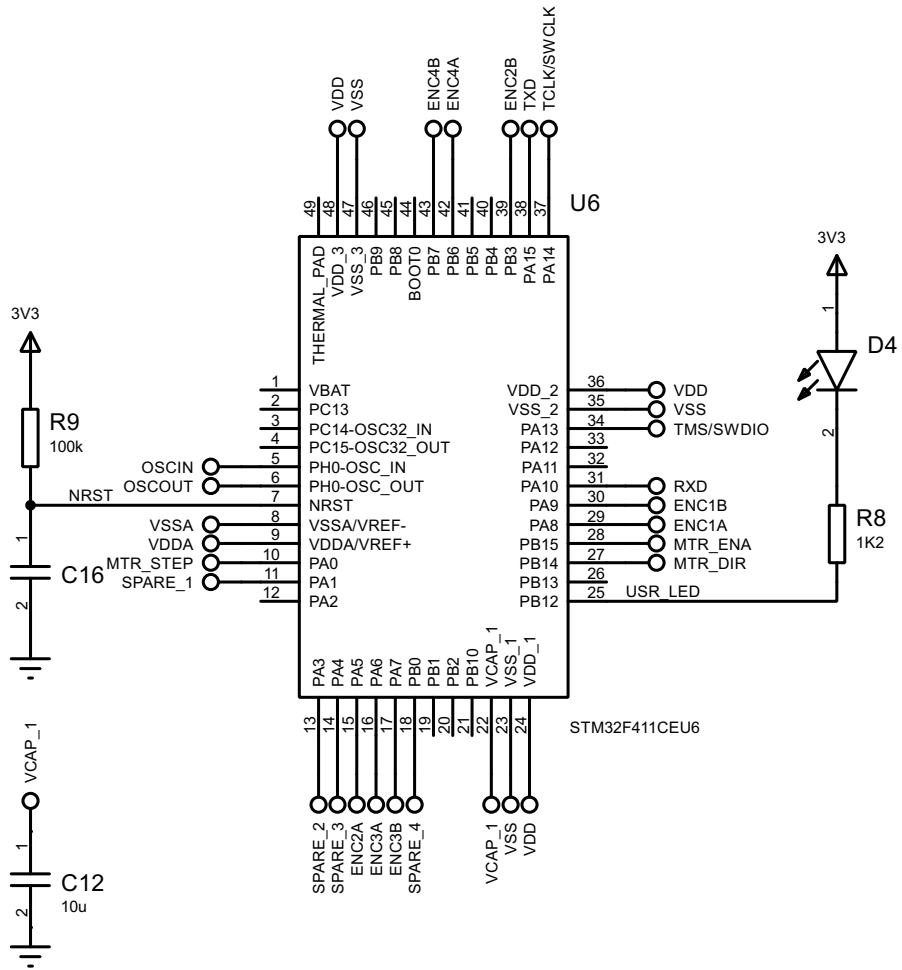 VDD
VSS
ENC4B
ENC4A
ENC2B
TXD
TCLK/SWCLK
49
48
47
46
45
44
43
42
41
40
39
38
37
U6
THERMAL_PAD
VDD_3
VSS_3
PB9
PB8
BOOT0
PB7
PB6
PB5
PB4
PB3
PA15
PA14
3V3
R9
100k
NRST
1
C16
2
3V3
1
D4
2
R8
1K2
1 VBAT
2 PC13
3 PC14-OSC32_IN
4 PC15-OSC32_OUT
OSCIN 5 PH0-OSC_IN
OSCOUT 6 PH0-OSC_OUT
7 NRST
VSSA 8 VSSA/VREF-
VDDA 9 VDDA/VREF+
MTR_STEP 10 PA0
SPARE_1 11 PA1
12 PA2
VDD_2 36 VDD
VSS_2 35 VSS
PA13 34 TMS/SWDIO
PA12 33
PA11 32
PA10 31 RXD
PA9 30 ENC1B
PA8 29 ENC1A
PB15 28 MTR_ENA
PB14 27 MTR_DIR
PB13 26
PB12 25 USR_LED
PA3
PA4
PA5
PA6
PA7
PB0
PB1
PB2
PB10
VCAP_1
VSS_1
VDD_1
13
14
15
16
17
18
19
20
21
22
23
24
STM32F411CEU6
SPARE_2
SPARE_3
ENC2A
ENC3A
ENC3B
SPARE_4
VCAP_1
VSS
VDD
VCAP_1
1
C12
10u
2